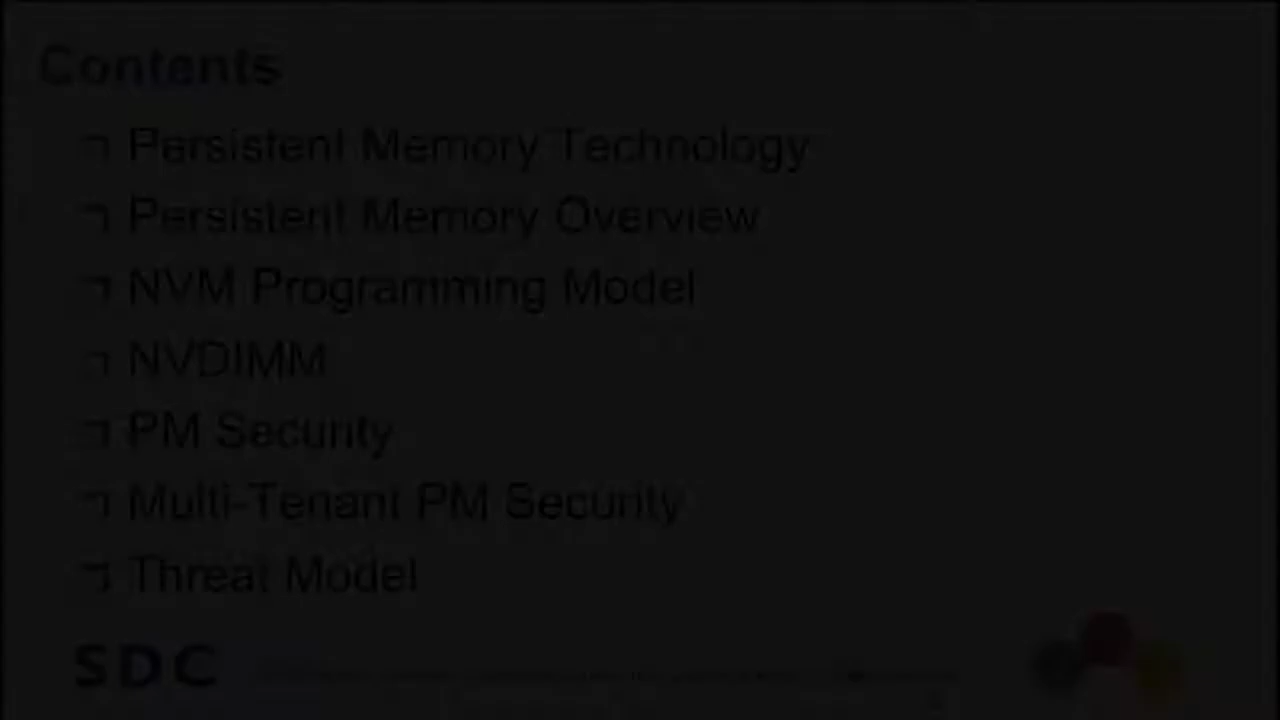 Contents
Persistent Memory Technology
Persistent Memory Overview
NVM Programming Model
NVDIMM
PM Security
Multi-Tenant PM Security
Threat Model
SDC